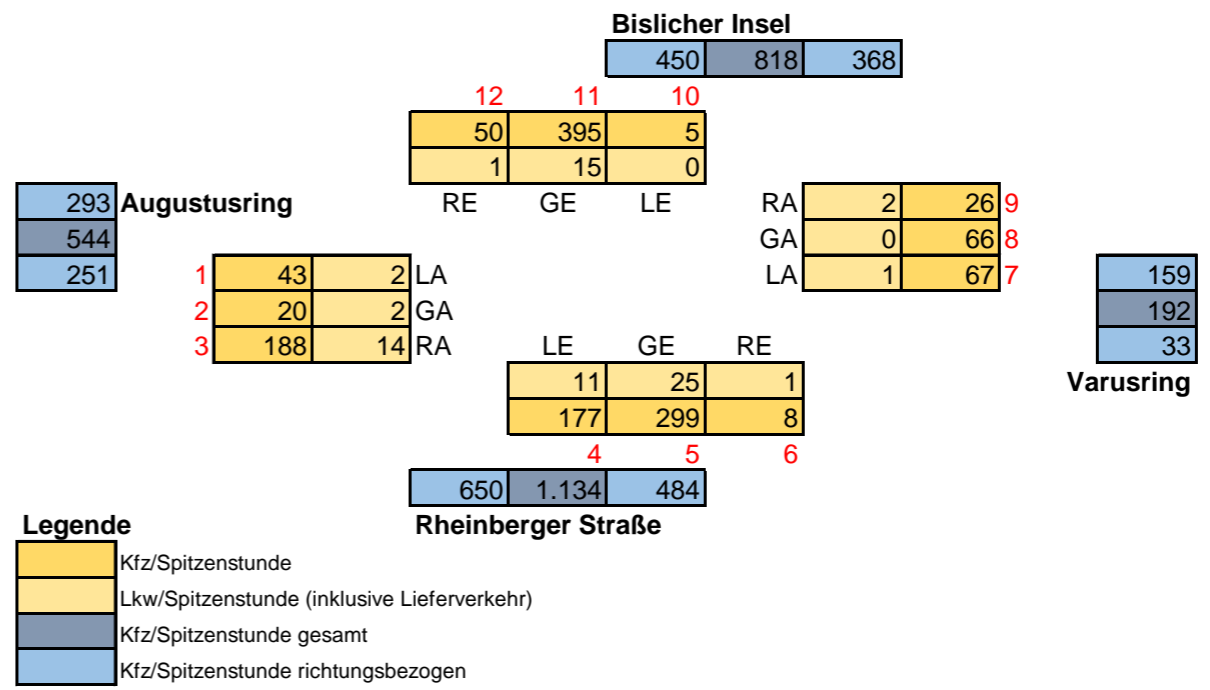 Bislicher Insel
450 818 368
12 11 10
50 395 5
1 15 0
293 Augustusring RE GE LE RA 2 26 9
544 GA 0 66 8
251 1 43 2 LA LA 1 67 7 159
2 20 2 GA 192
3 188 14 RA LE GE RE 33
11 25 1 Varusring
177 299 8
4 5 6
650 1.134 484
Legende Rheinberger Straße
Kfz/Spitzenstunde
Lkw/Spitzenstunde (inklusive Lieferverkehr)
Kfz/Spitzenstunde gesamt
Kfz/Spitzenstunde richtungsbezogen